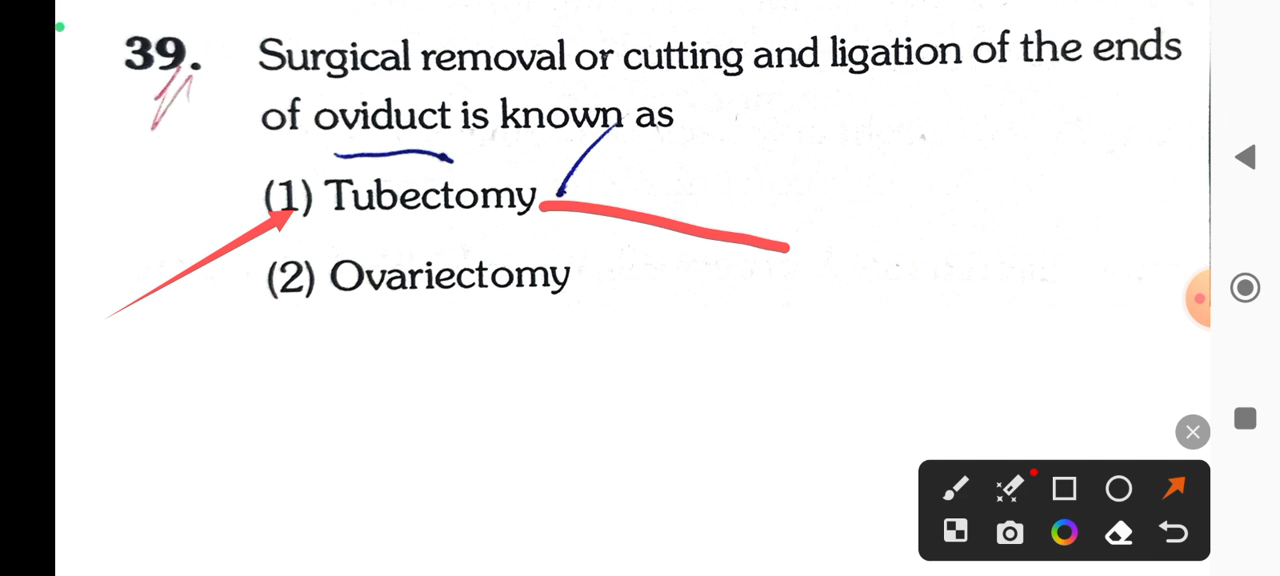 39. Surgical removal or cutting and ligation of the ends
of oviduct is known as
(1) Tubectomy
(2) Ovariectomy